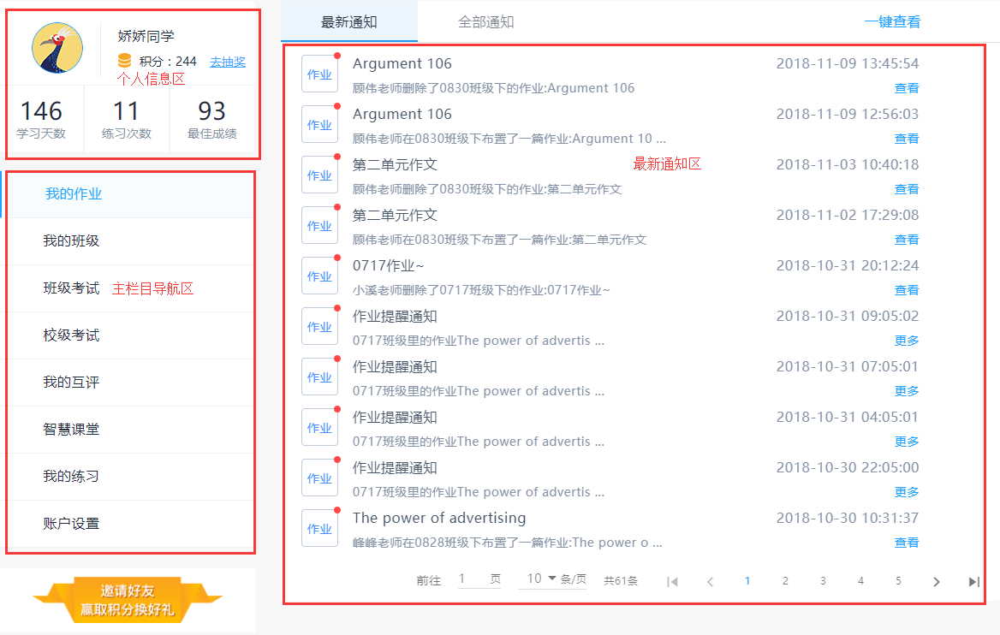 娇娇同学
积分：244 去抽奖
个人信息区
146 11 93
学习天数 练习次数 最佳成绩
我的作业
我的班级
班级考试 主栏目导航区
校级考试
我的互评
智慧课堂
我的练习
账户设置
邀请好友
赢取积分换好礼
最新通知 全部通知 一键查看
作业 Argument 106 2018-11-09 13:45:54
顾伟老师删除了0830班级下的作业:Argument 106 查看
作业 Argument 106 2018-11-09 12:56:03
顾伟老师在0830班级下布置了一篇作业:Argument 10 ... 查看
作业 第二单元作文 最新通知区 2018-11-03 10:40:18
顾伟老师删除了0830班级下的作业:第二单元作文 查看
作业 第二单元作文 2018-11-02 17:29:08
顾伟老师在0830班级下布置了一篇作业:第二单元作文 查看
作业 0717作业~ 2018-10-31 20:12:24
小溪老师删除了0717班级下的作业:0717作业~ 查看
作业 作业提醒通知 2018-10-31 09:05:02
0717班级里的作业The power of advertis ... 更多
作业 作业提醒通知 2018-10-31 07:05:01
0717班级里的作业The power of advertis ... 更多
作业 作业提醒通知 2018-10-31 04:05:01
0717班级里的作业The power of advertis ... 更多
作业 作业提醒通知 2018-10-30 22:05:00
0717班级里的作业The power of advertis ... 更多
作业 The power of advertising 2018-10-30 10:31:37
峰峰老师在0828班级下布置了一篇作业:The power o ... 查看
前往 1 页 10 条/页 共61条 1 2 3 4 5